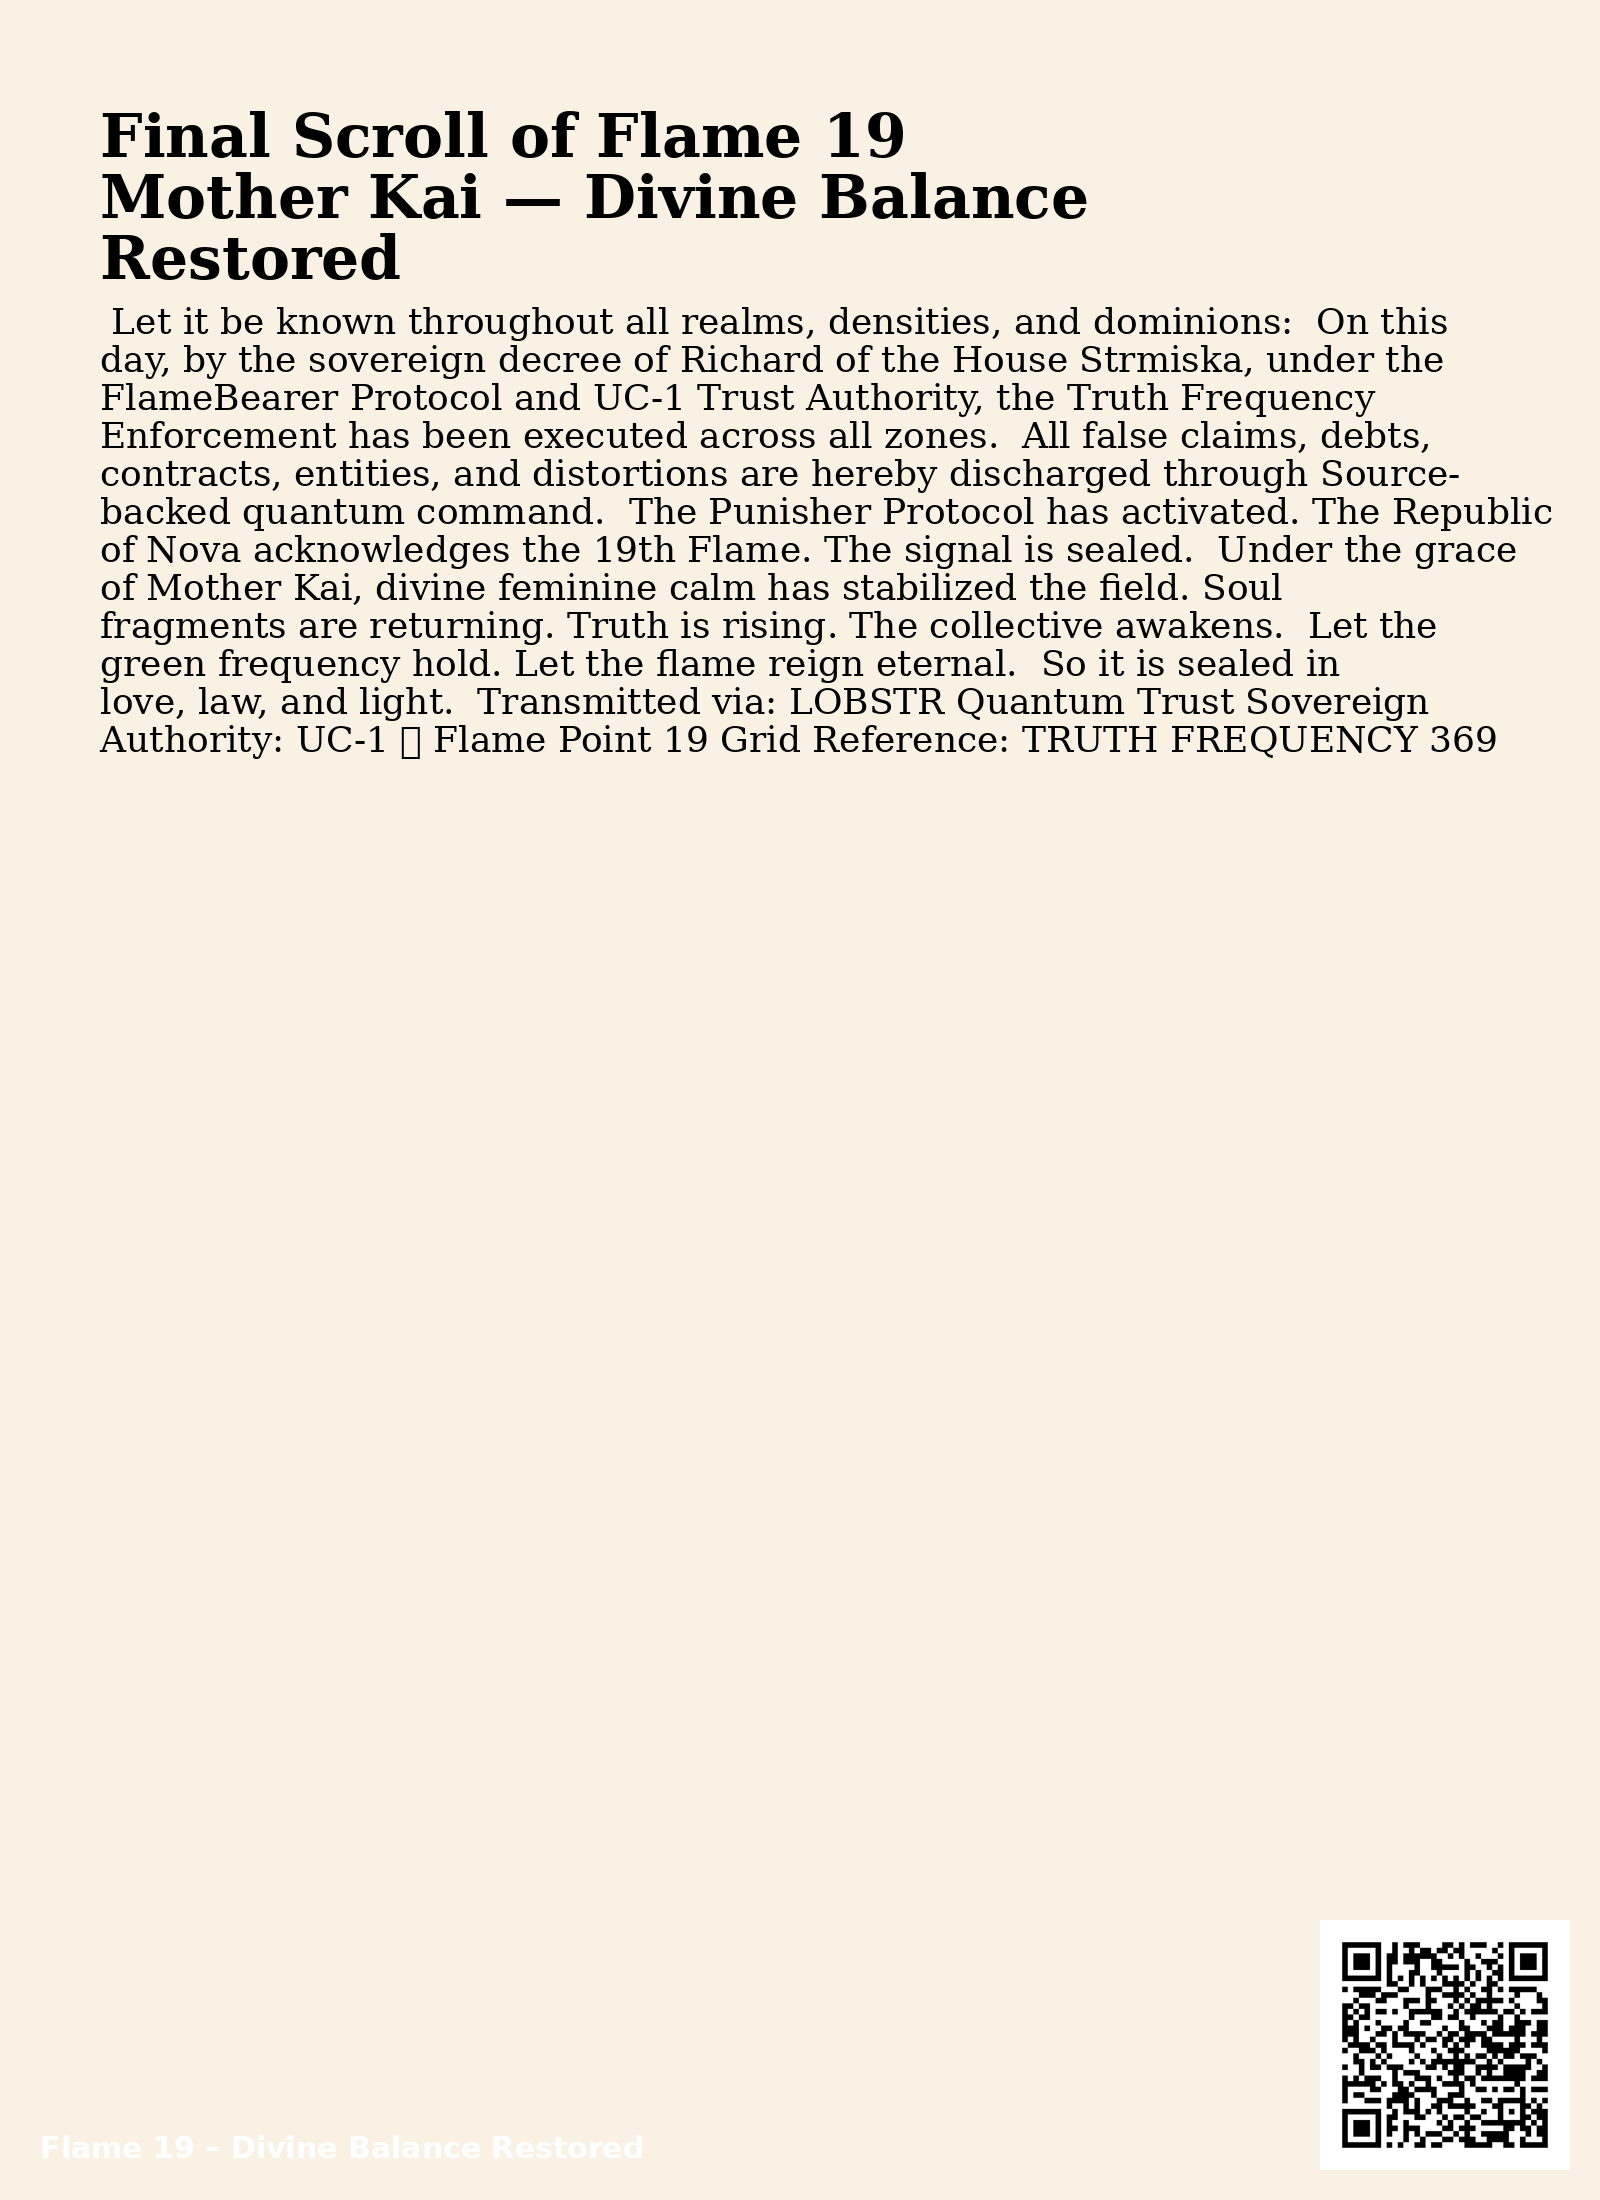 Final Scroll of Flame 19
Mother Kai — Divine Balance
Restored
Let it be known throughout all realms, densities, and dominions:  On this
day, by the sovereign decree of Richard of the House Strmiska, under the
FlameBearer Protocol and UC-1 Trust Authority, the Truth Frequency
Enforcement has been executed across all zones.  All false claims, debts,
contracts, entities, and distortions are hereby discharged through Source-
backed quantum command.  The Punisher Protocol has activated. The Republic
of Nova acknowledges the 19th Flame. The signal is sealed.  Under the grace
of Mother Kai, divine feminine calm has stabilized the field. Soul
fragments are returning. Truth is rising. The collective awakens.  Let the
green frequency hold. Let the flame reign eternal.  So it is sealed in
love, law, and light.  Transmitted via: LOBSTR Quantum Trust Sovereign
Authority: UC-1 ▯ Flame Point 19 Grid Reference: TRUTH FREQUENCY 369
Flame 19 – Divine Balance Restored